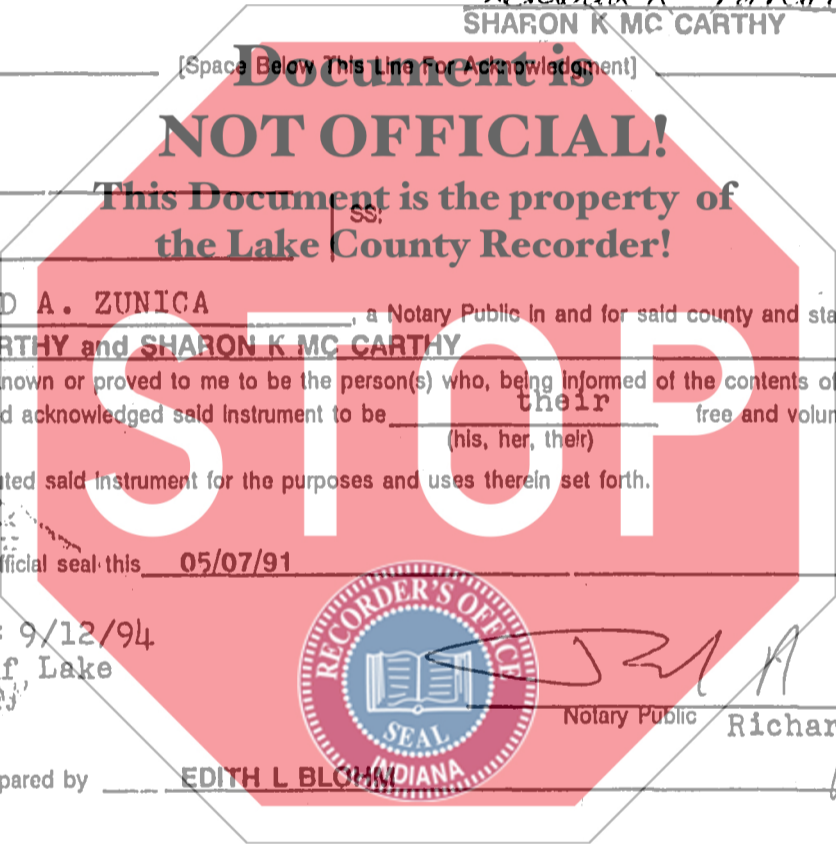 SHARON K MC CARTHY
[Space Below This Line For Acknowledgment]
Document is
NOT OFFICIAL!
This Document is the property of
SS:
the Lake County Recorder!
D A. ZUNICA, a Notary Public in and for said county and sta
RTHY and SHARON K MC CARTHY
nown or proved to me to be the person(s) who, being informed of the contents of
their
d acknowledged said instrument to be free and volun
(his, her, their)
STOP
ted said instrument for the purposes and uses therein set forth.
fficial seal this 05/07/91
RECORDER'S OFFICE
: 9/12/94
f Lake
SEAL
INDIANA
Notary Public Richar
pared by EDITH L BLOHM